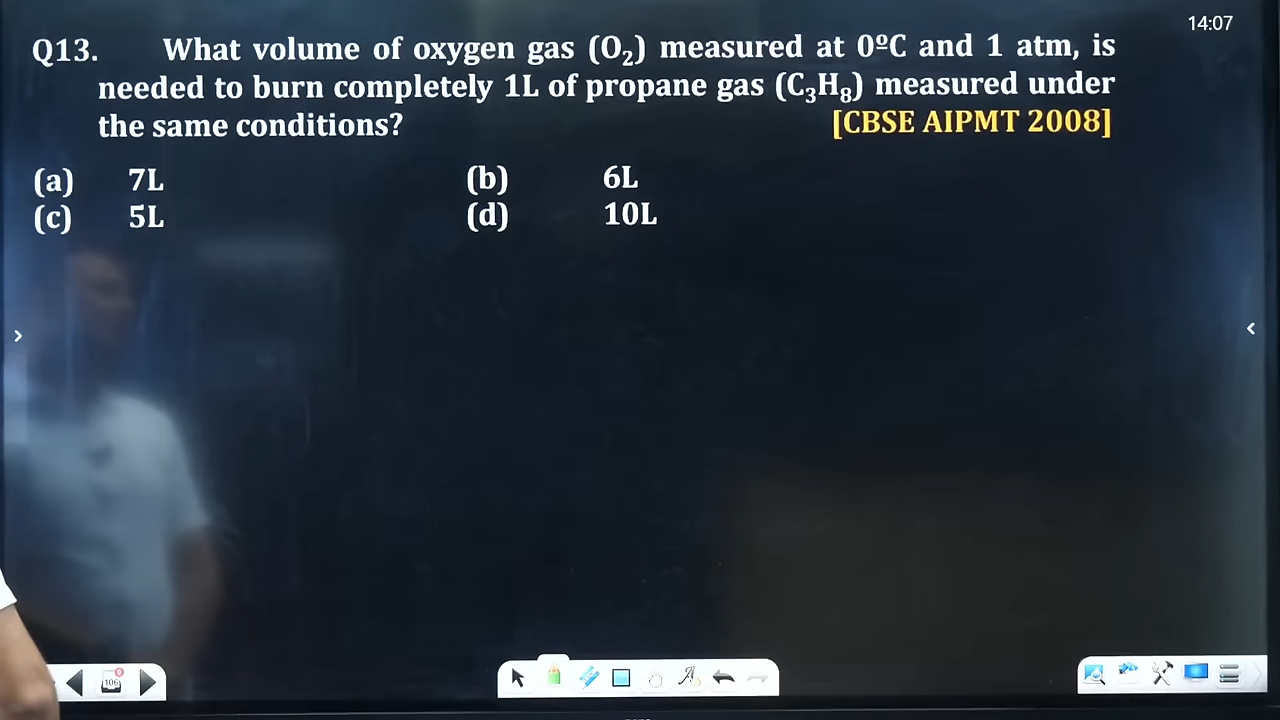 14:07
Q13. What volume of oxygen gas (O₂) measured at 0ºC and 1 atm, is
needed to burn completely 1L of propane gas (C₃H₈) measured under
the same conditions? [CBSE AIPMT 2008]
(a) 7L (b) 6L
(c) 5L (d) 10L
106